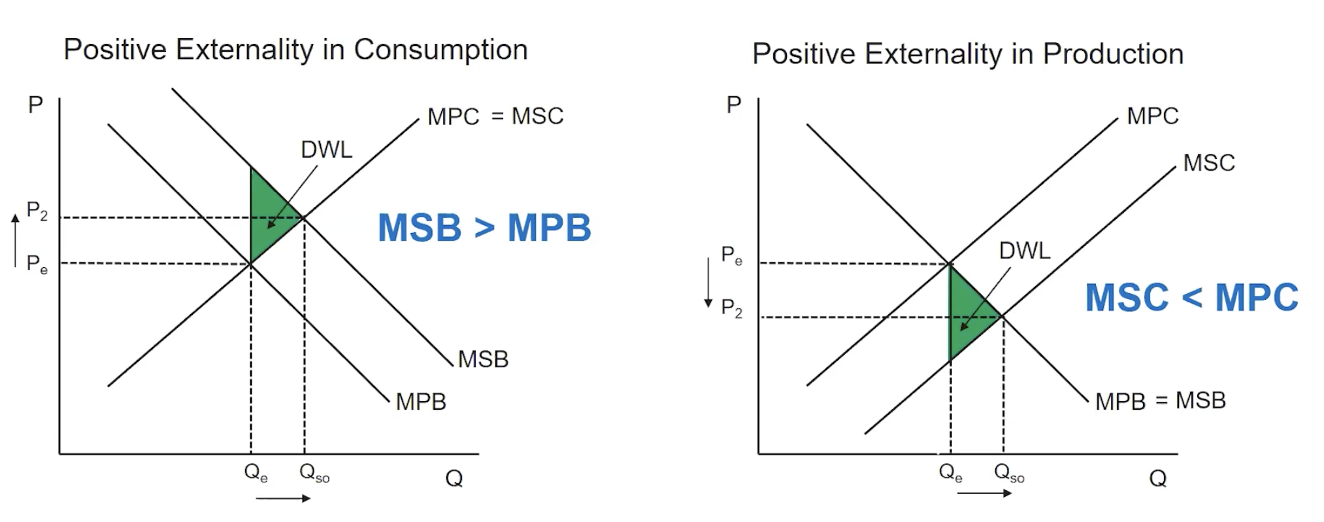 Positive Externality in Consumption
P
MPC = MSC
DWL
P₂
MSB > MPB
Pₑ
MSB
MPB
Qₑ
Qso
Q
Positive Externality in Production
P
MPC
MSC
Pₑ
DWL
P₂
MSC < MPC
MPB = MSB
Qₑ
Qso
Q